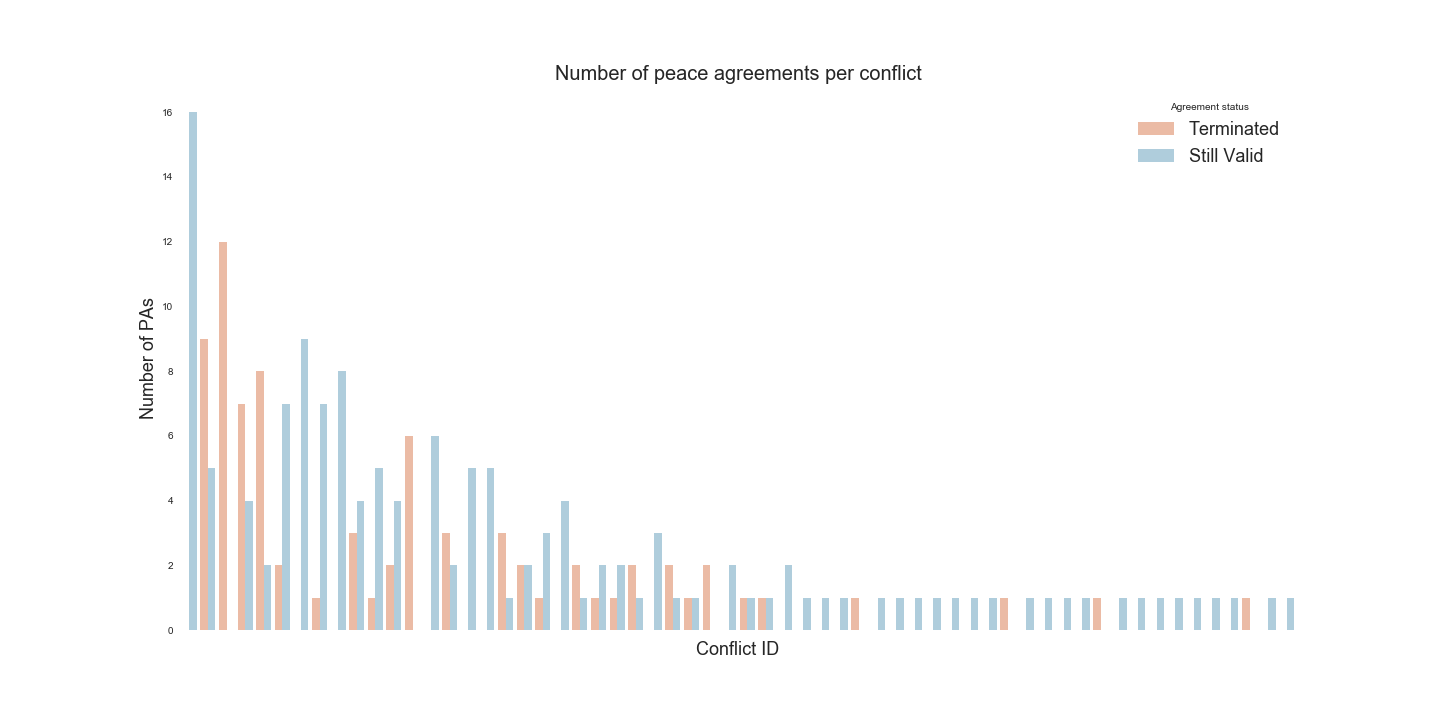 Number of peace agreements per conflict
Agreement status
Terminated
Still Valid
16
14
12
10
8
6
4
2
0
Number of PAs
Conflict ID